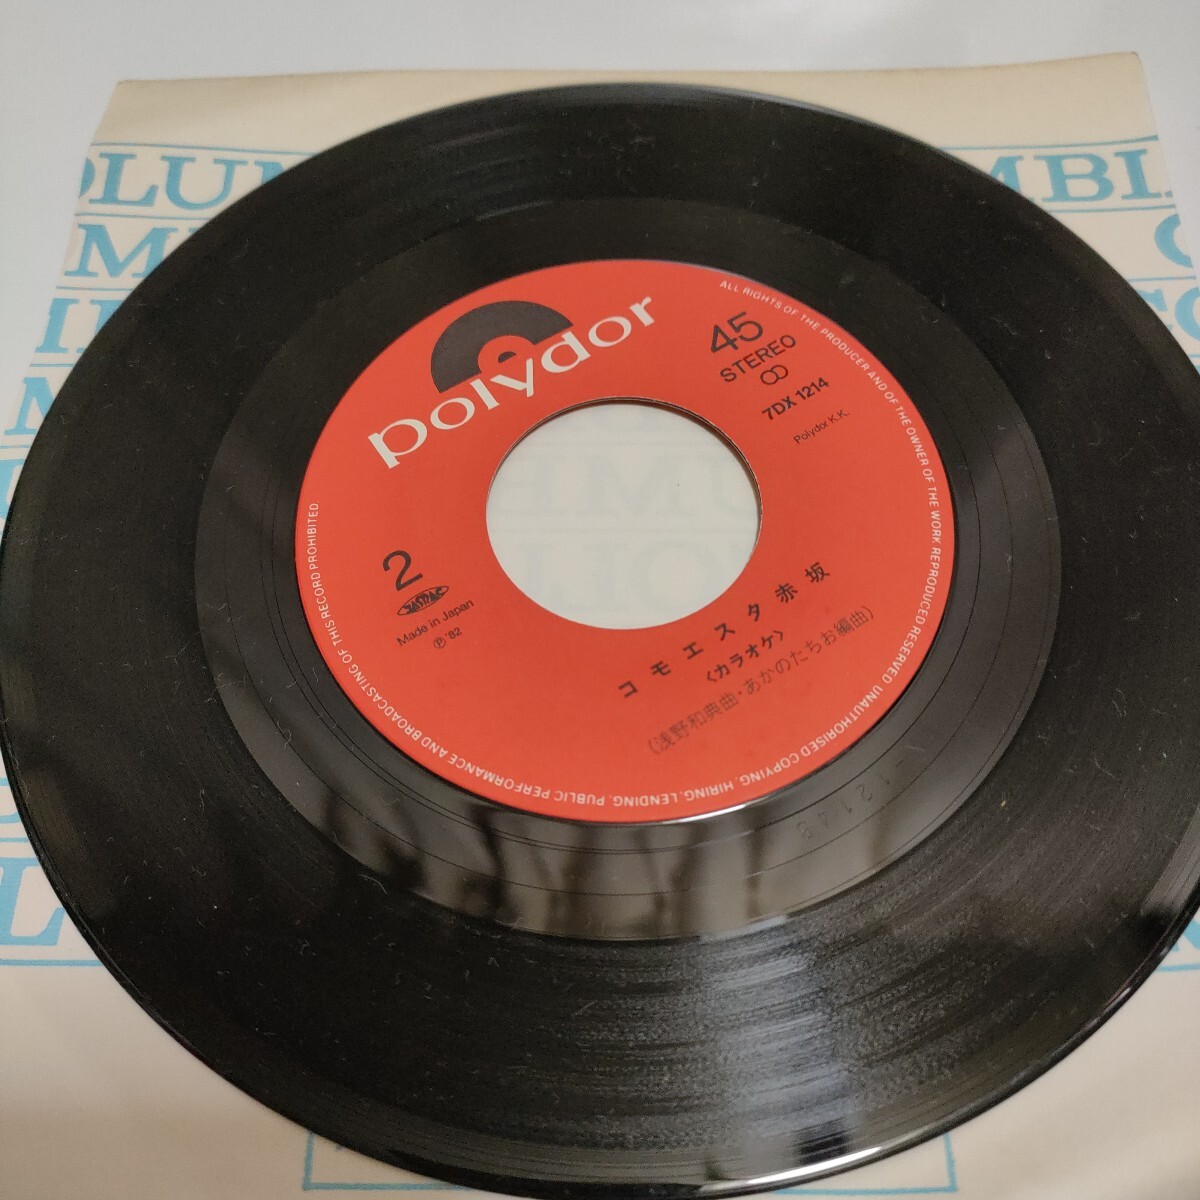 polydor
45
STEREO
7DX 1214
Polydor K.K.
2
JASRAC
Made in Japan
Ⓟ '82
コモエスタ赤坂
〈カラオケ〉
(浅野和典曲・あかのたちお編曲)
ALL RIGHTS OF THE PRODUCER AND OF THE OWNER OF THE WORK REPRODUCED RESERVED UNAUTHORISED COPYING. HIRING. LENDING. PUBLIC PERFORMANCE AND BROADCASTING OF THIS RECORD PROHIBITED.